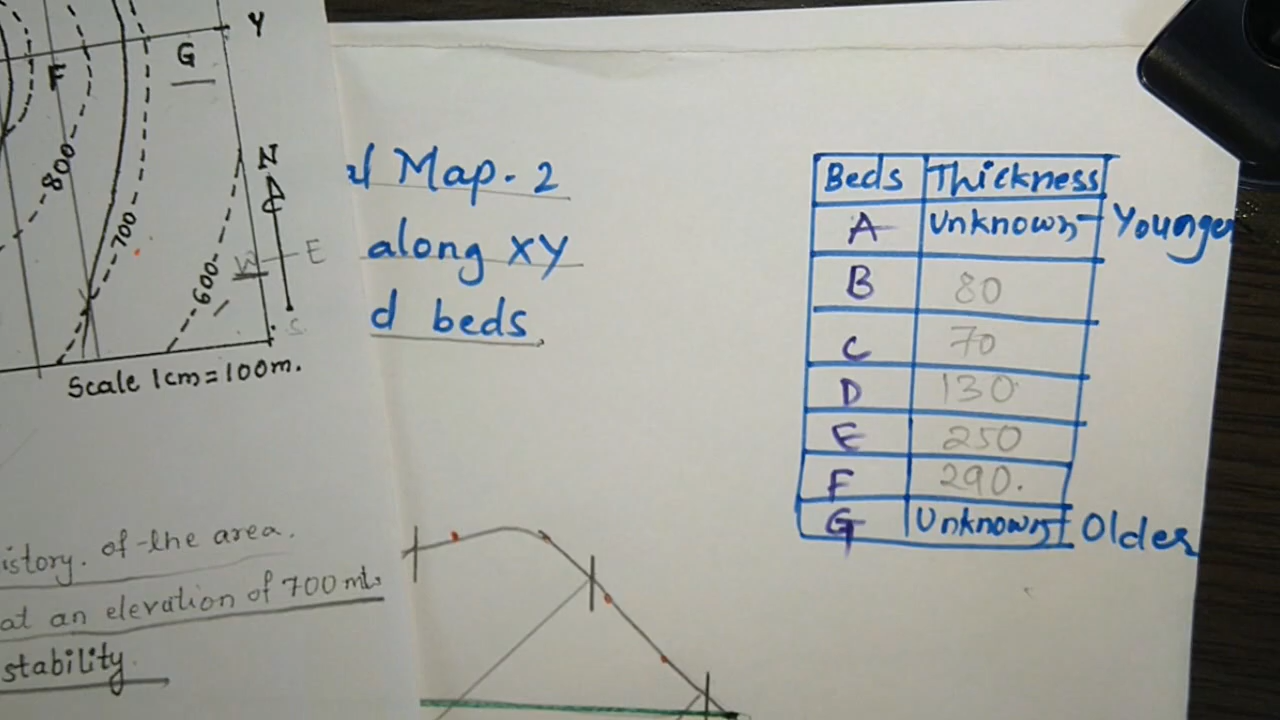 Y
G
F
800
700
600
N
W E
S
Scale 1cm=100m.
Map. 2
along XY
beds.
istory. of the area.
at an elevation of 700 mts
stability
Beds Thickness
A Unknown- Younger
B 80
C 70
D 130
E 250
F 290.
G Unknown- Older